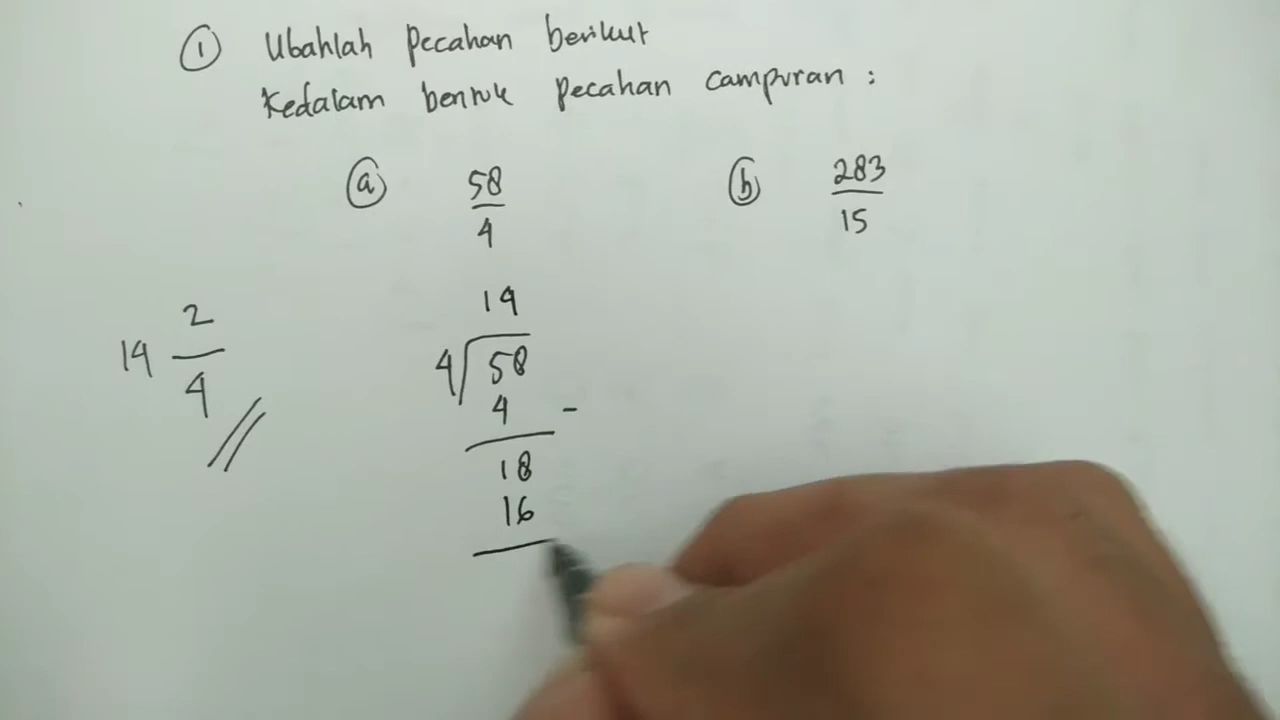 1 Ubahlah pecahan berikut
Kedalam bentuk pecahan campuran :
a 58/4
b 283/15
14 2/4
14
4 58
4 -
18
16